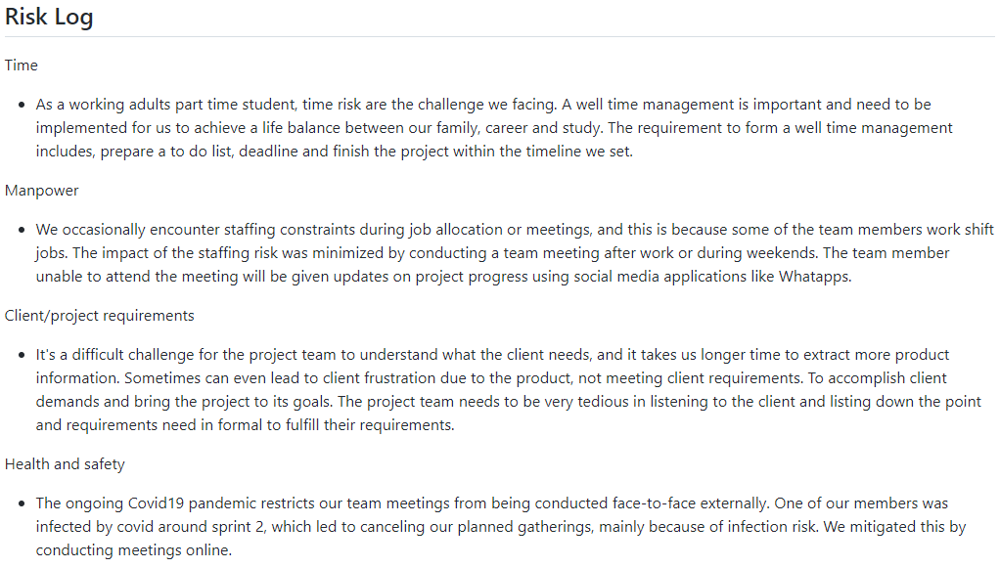 Risk Log
Time
• As a working adults part time student, time risk are the challenge we facing. A well time management is important and need to be
implemented for us to achieve a life balance between our family, career and study. The requirement to form a well time management
includes, prepare a to do list, deadline and finish the project within the timeline we set.
Manpower
• We occasionally encounter staffing constraints during job allocation or meetings, and this is because some of the team members work shift
jobs. The impact of the staffing risk was minimized by conducting a team meeting after work or during weekends. The team member
unable to attend the meeting will be given updates on project progress using social media applications like Whatapps.
Client/project requirements
• It's a difficult challenge for the project team to understand what the client needs, and it takes us longer time to extract more product
information. Sometimes can even lead to client frustration due to the product, not meeting client requirements. To accomplish client
demands and bring the project to its goals. The project team needs to be very tedious in listening to the client and listing down the point
and requirements need in formal to fulfill their requirements.
Health and safety
• The ongoing Covid19 pandemic restricts our team meetings from being conducted face-to-face externally. One of our members was
infected by covid around sprint 2, which led to canceling our planned gatherings, mainly because of infection risk. We mitigated this by
conducting meetings online.